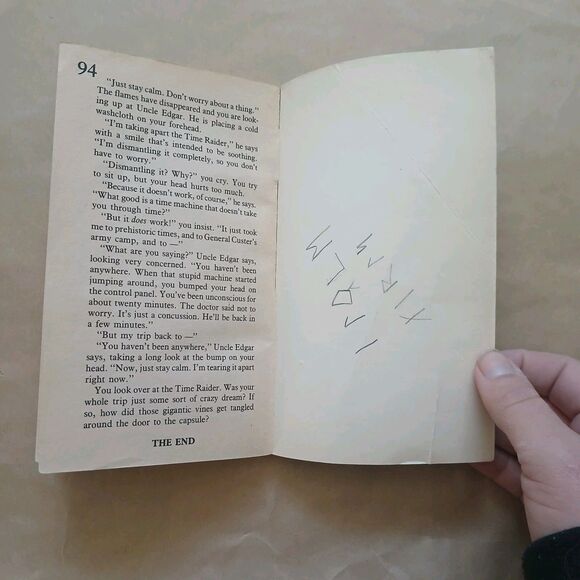 94
"Just stay calm. Don't worry about a thing."
The flames have disappeared and you are look-
ing up at Uncle Edgar. He is placing a cold
washcloth on your forehead.
"I'm taking apart the Time Raider," he says
with a smile that's intended to be soothing.
"I'm dismantling it completely, so you don't
have to worry."
"Dismantling it? Why?" you cry. You try
to sit up, but your head hurts too much.
"Because it doesn't work, of course," he says.
"What good is a time machine that doesn't take
you through time?"
"But it does work!" you insist. "It just took
me to prehistoric times, and to General Custer's
army camp, and to —"
"What are you saying?" Uncle Edgar says,
looking very concerned. "You haven't been
anywhere. When that stupid machine started
jumping around, you bumped your head on
the control panel. You've been unconscious for
about twenty minutes. The doctor said not to
worry. It's just a concussion. He'll be back in
a few minutes."
"But my trip back to —"
"You haven't been anywhere," Uncle Edgar
says, taking a long look at the bump on your
head. "Now, just stay calm. I'm tearing it apart
right now."
You look over at the Time Raider. Was your
whole trip just some sort of crazy dream? If
so, how did those gigantic vines get tangled
around the door to the capsule?
THE END